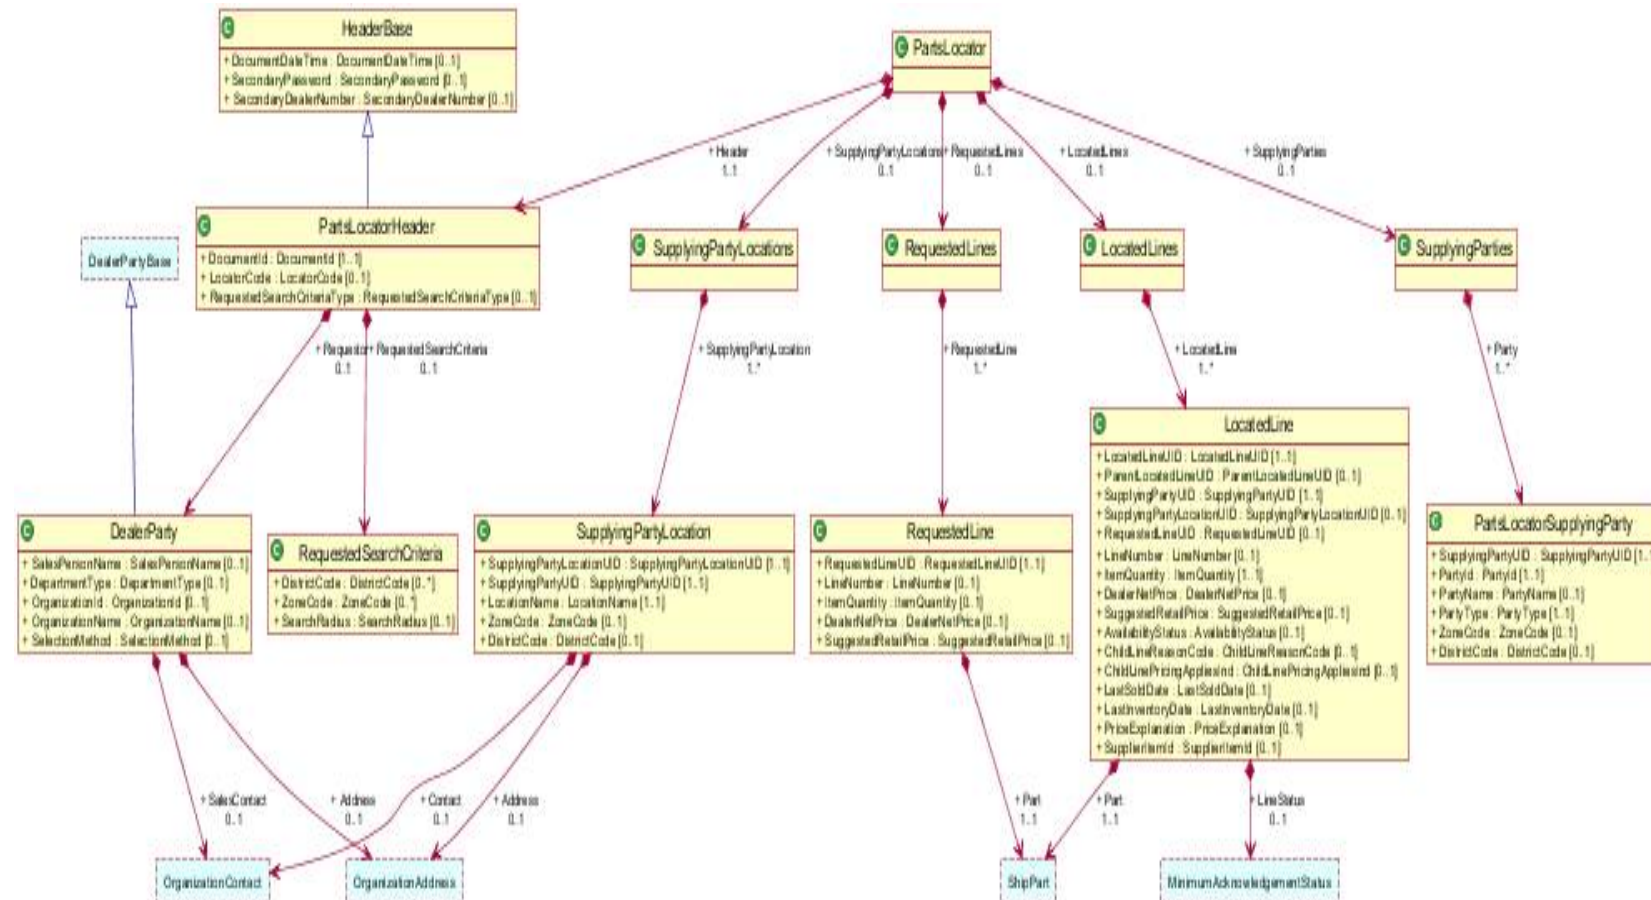 HeaderBase
+ DocumentDateTime : DocumentDateTime [0..1]
+ SecondaryPassword : SecondaryPassword [0..1]
+ SecondaryDealerNumber : SecondaryDealerNumber [0..1]
PartsLocator
+ Header
1..1
+ SupplyingPartyLocations
0..1
+ RequestedLines
0..1
+ LocatedLines
0..1
+ SupplyingParties
0..1
DealerPartyBase
PartsLocatorHeader
+ DocumentId : DocumentId [1..1]
+ LocatorCode : LocatorCode [0..1]
+ RequestedSearchCriteriaType : RequestedSearchCriteriaType [0..1]
SupplyingPartyLocations
RequestedLines
LocatedLines
SupplyingParties
+ Requestor
0..1
+ RequestedSearchCriteria
0..1
+ SupplyingPartyLocation
1..*
+ RequestedLine
1..*
+ LocatedLine
1..*
+ Party
1..*
DealerParty
+ SalesPersonName : SalesPersonName [0..1]
+ DepartmentType : DepartmentType [0..1]
+ OrganizationId : OrganizationId [0..1]
+ OrganizationName : OrganizationName [0..1]
+ SelectionMethod : SelectionMethod [0..1]
RequestedSearchCriteria
+ DistrictCode : DistrictCode [0..*]
+ ZoneCode : ZoneCode [0..*]
+ SearchRadius : SearchRadius [0..1]
SupplyingPartyLocation
+ SupplyingPartyLocationUID : SupplyingPartyLocationUID [1..1]
+ SupplyingPartyUID : SupplyingPartyUID [1..1]
+ LocationName : LocationName [1..1]
+ ZoneCode : ZoneCode [0..1]
+ DistrictCode : DistrictCode [0..1]
RequestedLine
+ RequestedLineUID : RequestedLineUID [1..1]
+ LineNumber : LineNumber [0..1]
+ ItemQuantity : ItemQuantity [0..1]
+ DealerNetPrice : DealerNetPrice [0..1]
+ SuggestedRetailPrice : SuggestedRetailPrice [0..1]
LocatedLine
+ LocatedLineUID : LocatedLineUID [1..1]
+ ParentLocatedLineUID : ParentLocatedLineUID [0..1]
+ SupplyingPartyUID : SupplyingPartyUID [1..1]
+ SupplyingPartyLocationUID : SupplyingPartyLocationUID [0..1]
+ RequestedLineUID : RequestedLineUID [0..1]
+ LineNumber : LineNumber [0..1]
+ ItemQuantity : ItemQuantity [1..1]
+ DealerNetPrice : DealerNetPrice [0..1]
+ SuggestedRetailPrice : SuggestedRetailPrice [0..1]
+ AvailabilityStatus : AvailabilityStatus [0..1]
+ ChildLineReasonCode : ChildLineReasonCode [0..1]
+ ChildLinePricingAppliesInd : ChildLinePricingAppliesInd [0..1]
+ LastSoldDate : LastSoldDate [0..1]
+ LastInventoryDate : LastInventoryDate [0..1]
+ PriceExplanation : PriceExplanation [0..1]
+ SupplierItemId : SupplierItemId [0..1]
PartsLocatorSupplyingParty
+ SupplyingPartyUID : SupplyingPartyUID [1..1
+ PartyId : PartyId [1..1]
+ PartyName : PartyName [0..1]
+ PartyType : PartyType [1..1]
+ ZoneCode : ZoneCode [0..1]
+ DistrictCode : DistrictCode [0..1]
+ SalesContact
0..1
+ Address
0..1
+ Contact
0..1
+ Address
0..1
+ Part
1..1
+ Part
1..1
+ LineStatus
0..1
OrganizationContact
OrganizationAddress
ShipPart
MinimumAcknowledgementStatus